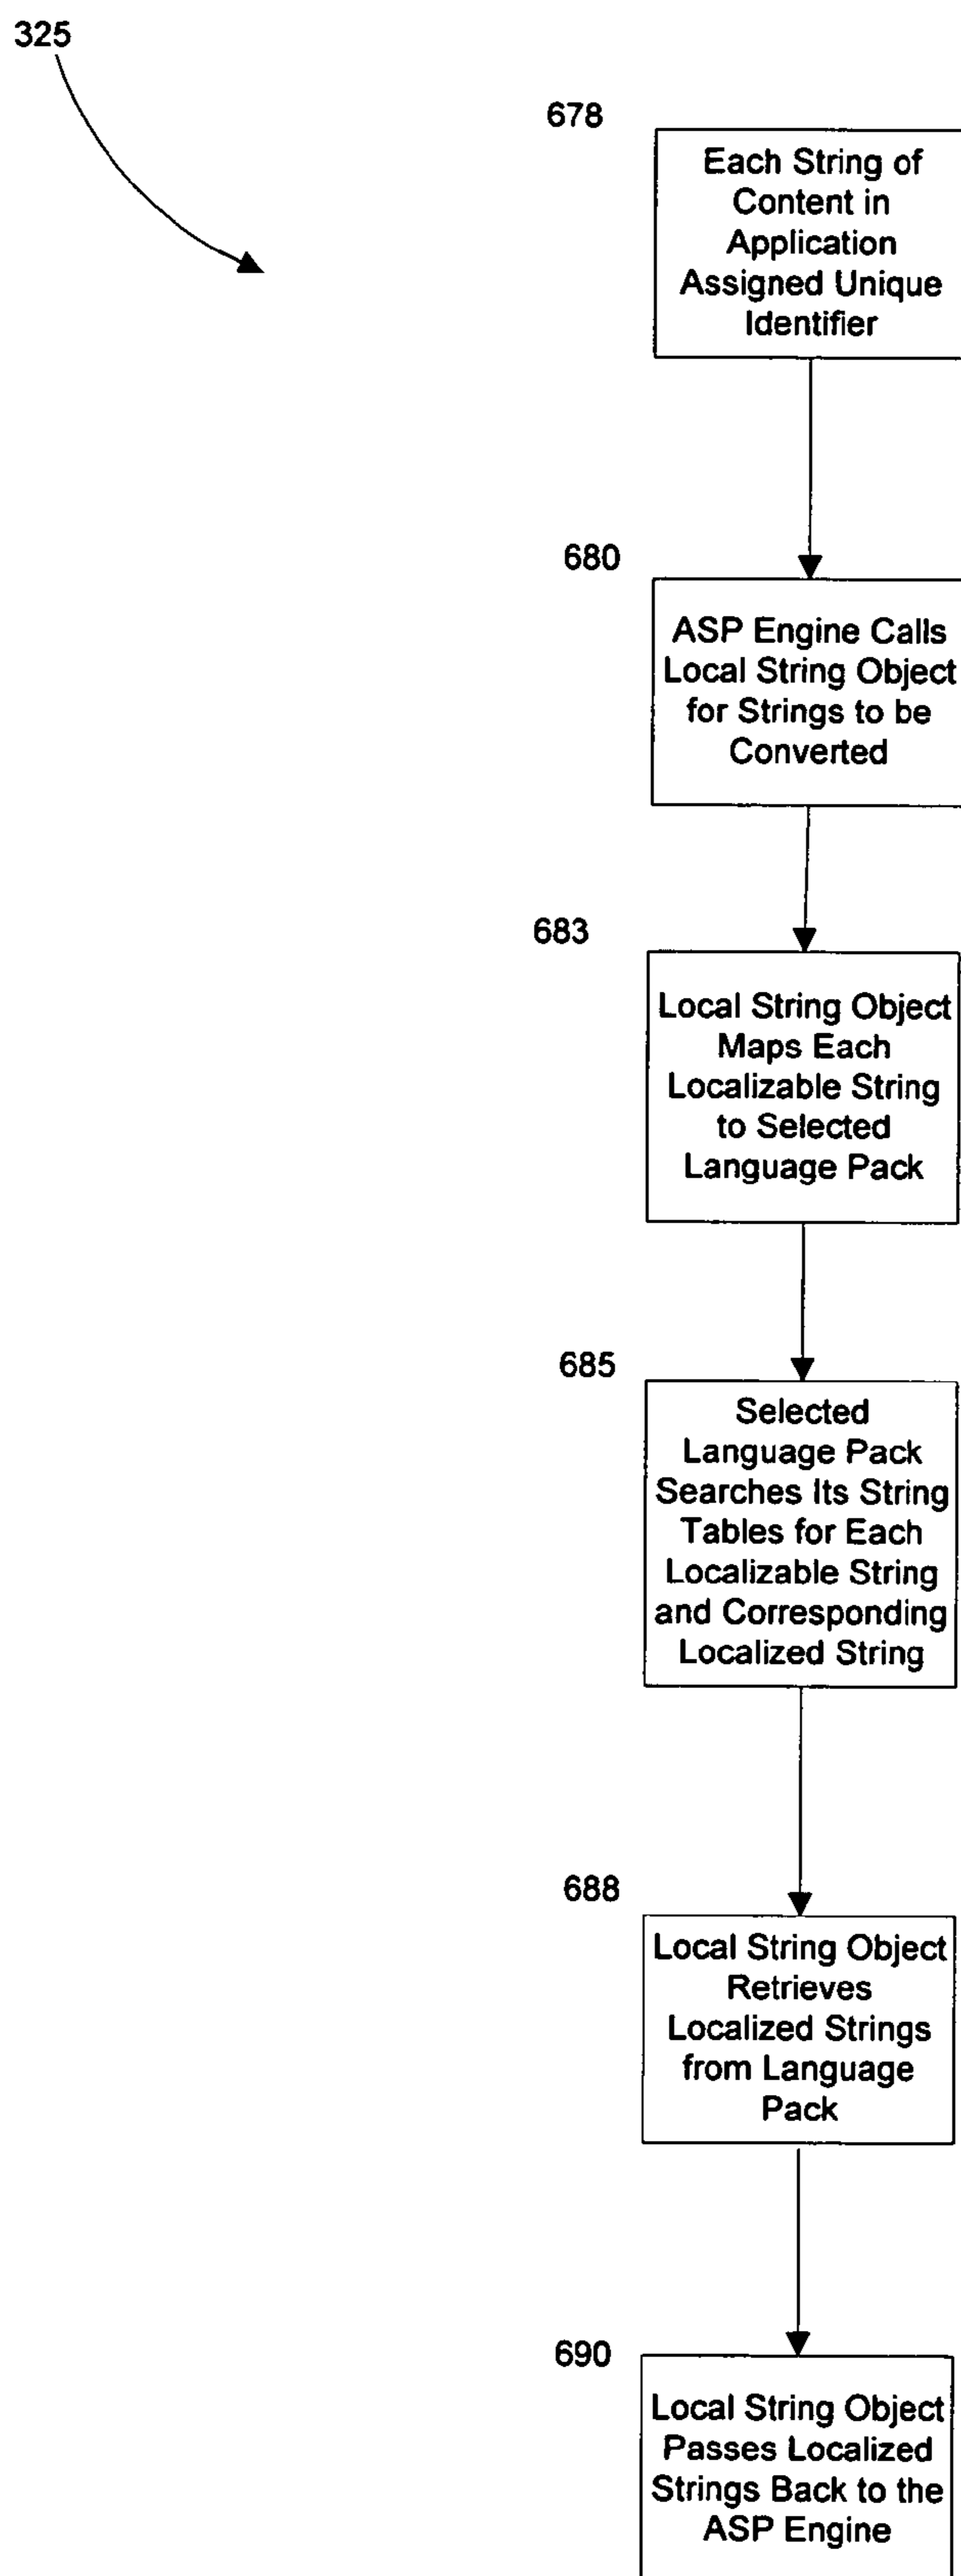 325
678
Each String of
Content in
Application
Assigned Unique
Identifier
680
ASP Engine Calls
Local String Object
for Strings to be
Converted
683
Local String Object
Maps Each
Localizable String
to Selected
Language Pack
685
Selected
Language Pack
Searches Its String
Tables for Each
Localizable String
and Corresponding
Localized String
688
Local String Object
Retrieves
Localized Strings
from Language
Pack
690
Local String Object
Passes Localized
Strings Back to the
ASP Engine